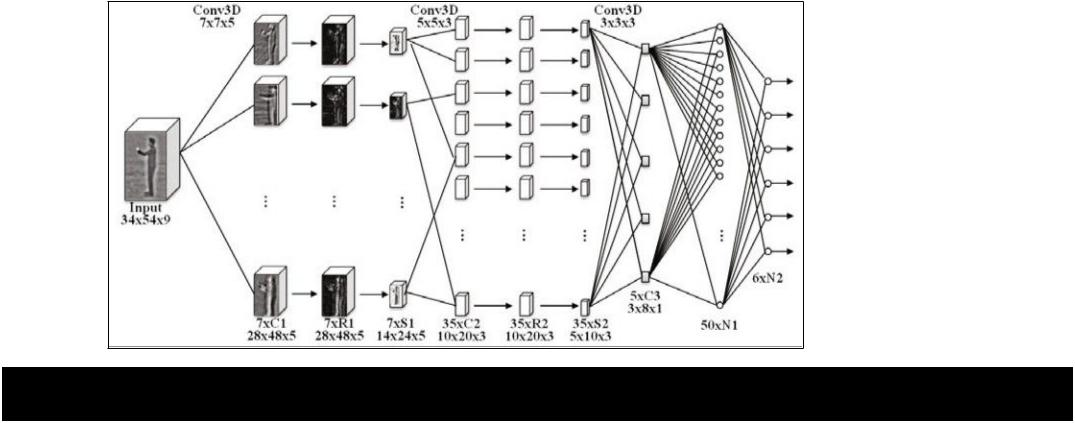 Conv3D
7x7x5
Conv3D
5x5x3
Conv3D
3x3x3
Input
34x54x9
7xC1
28x48x5
7xR1
28x48x5
7xS1
14x24x5
35xC2
10x20x3
35xR2
10x20x3
35xS2
5x10x3
5xC3
3x8x1
50xN1
6xN2